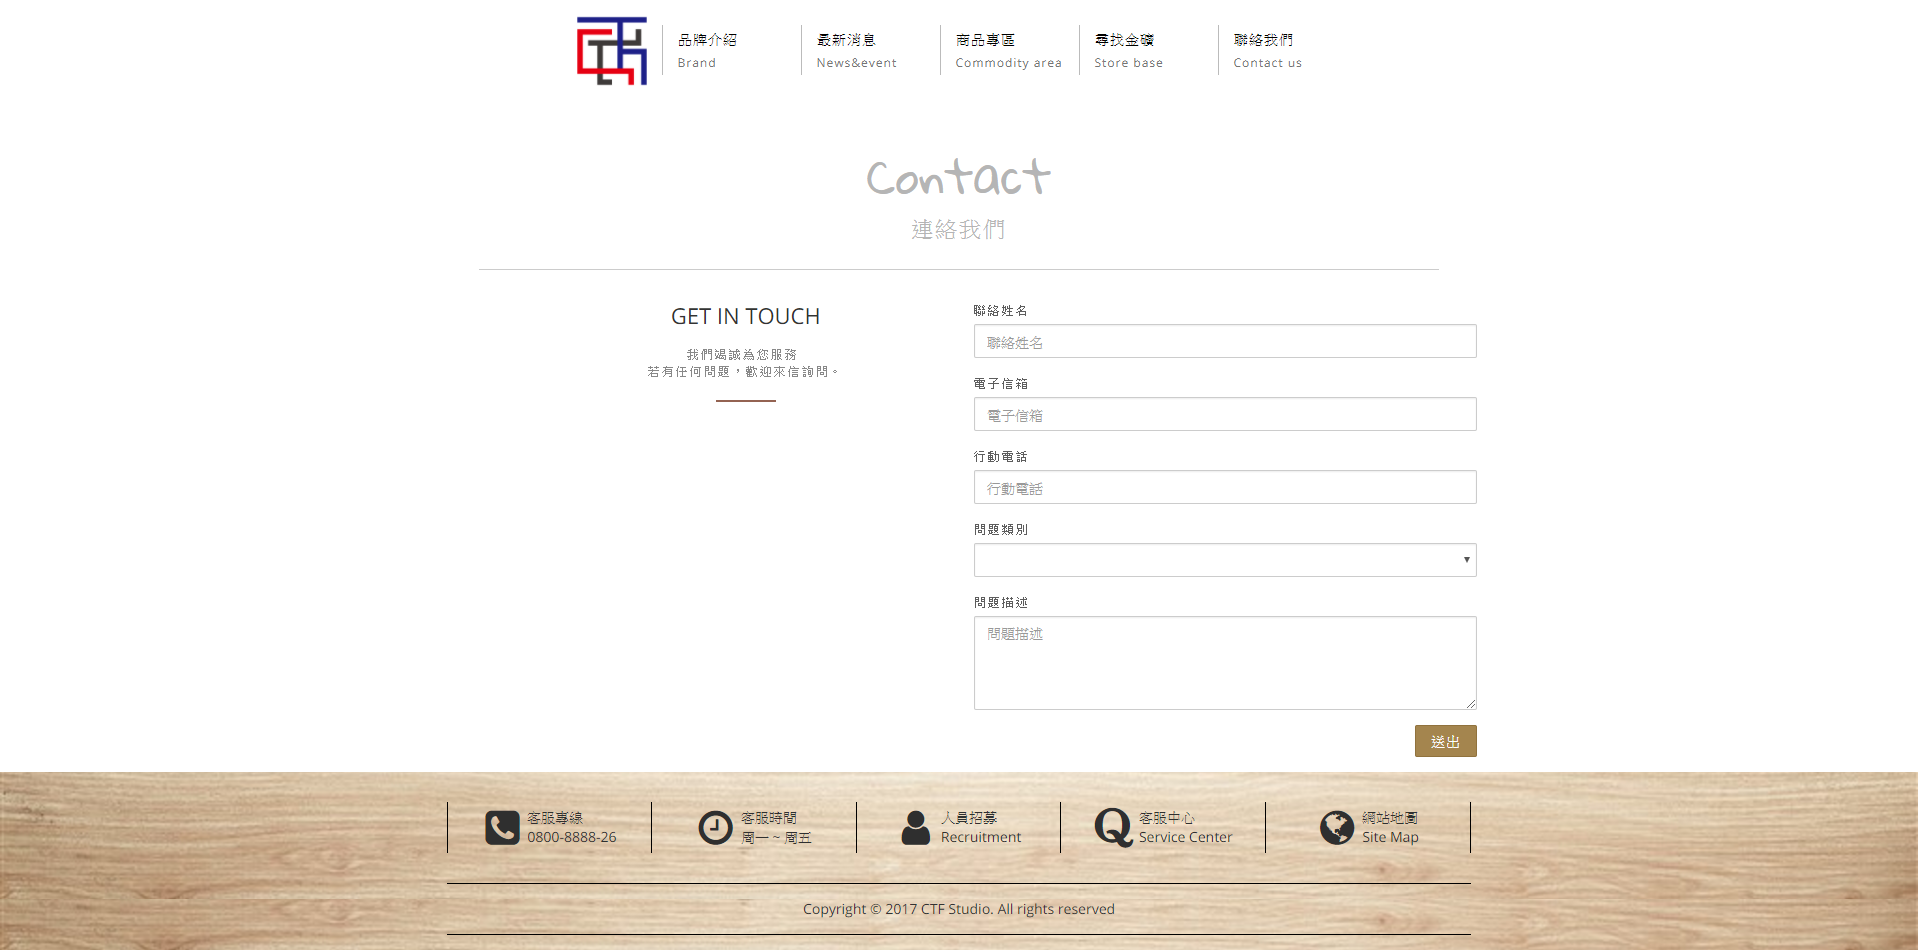 品牌介紹
Brand
最新消息
News&event
商品專區
Commodity area
尋找金礦
Store base
聯絡我們
Contact us
Contact
連絡我們
GET IN TOUCH
我們竭誠為您服務
若有任何問題，歡迎來信詢問。
聯絡姓名
聯絡姓名
電子信箱
電子信箱
行動電話
行動電話
問題類別
問題描述
問題描述
送出
客服專線
0800-8888-26
客服時間
周一 ~ 周五
人員招募
Recruitment
客服中心
Service Center
網站地圖
Site Map
Copyright © 2017 CTF Studio. All rights reserved